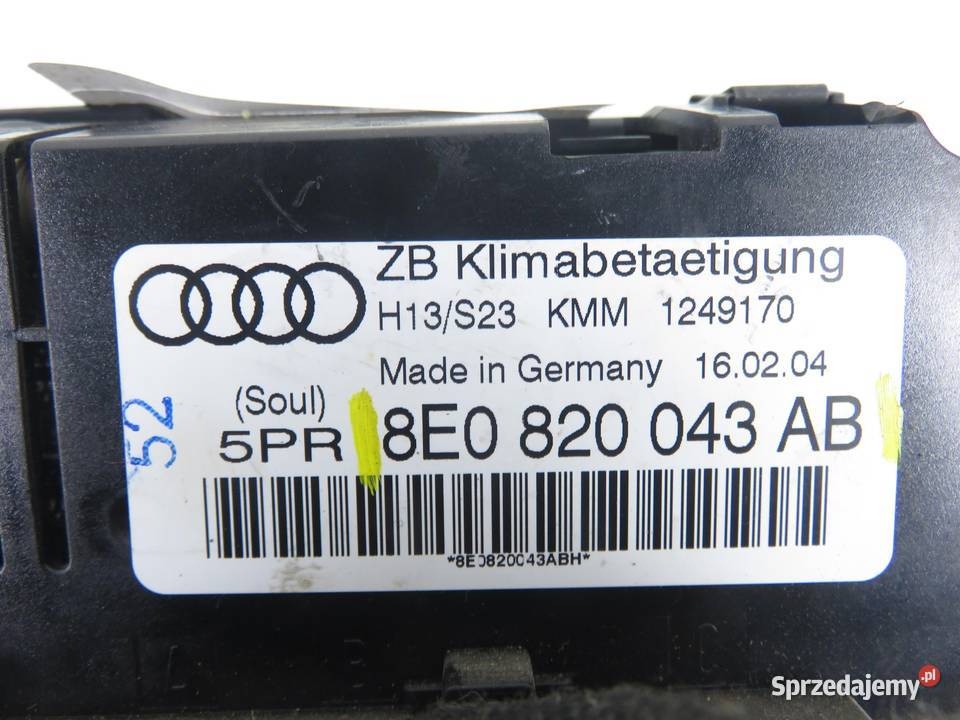 ZB Klimabetaetigung
H13/S23 KMM 1249170
Made in Germany 16.02.04
(Soul)
5PR 8E0 820 043 AB
52
*8E0820043ABH*
Sprzedajemy.pl